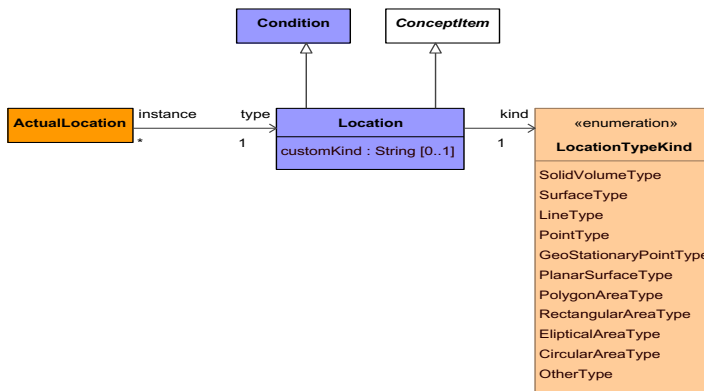 Condition
ConceptItem
instance
type
kind
ActualLocation
Location
«enumeration»
LocationTypeKind
*
1
customKind : String [0..1]
1
SolidVolumeType
SurfaceType
LineType
PointType
GeoStationaryPointType
PlanarSurfaceType
PolygonAreaType
RectangularAreaType
ElipticalAreaType
CircularAreaType
OtherType